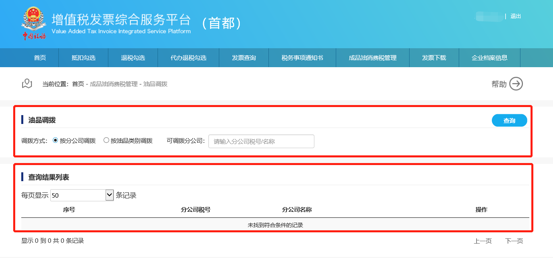 增值税发票综合服务平台 （首都）
Value Added Tax Invoice Integrated Service Platform
| 退出
中国税务
首页 抵扣勾选 退税勾选 代办退税勾选 发票查询 税务事项通知书 成品油消费税管理 发票下载 企业档案信息
当前位置：首页 - 成品油消费税管理 - 油品调拨 帮助
油品调拨 查询
调拨方式： 按分公司调拨 按油品类别调拨 可调拨分公司： 请输入分公司税号/名称
查询结果列表
每页显示 50 条记录
序号 分公司税号 分公司名称 操作
未找到符合条件的记录
显示 0 到 0 共 0 条记录 上一页 下一页